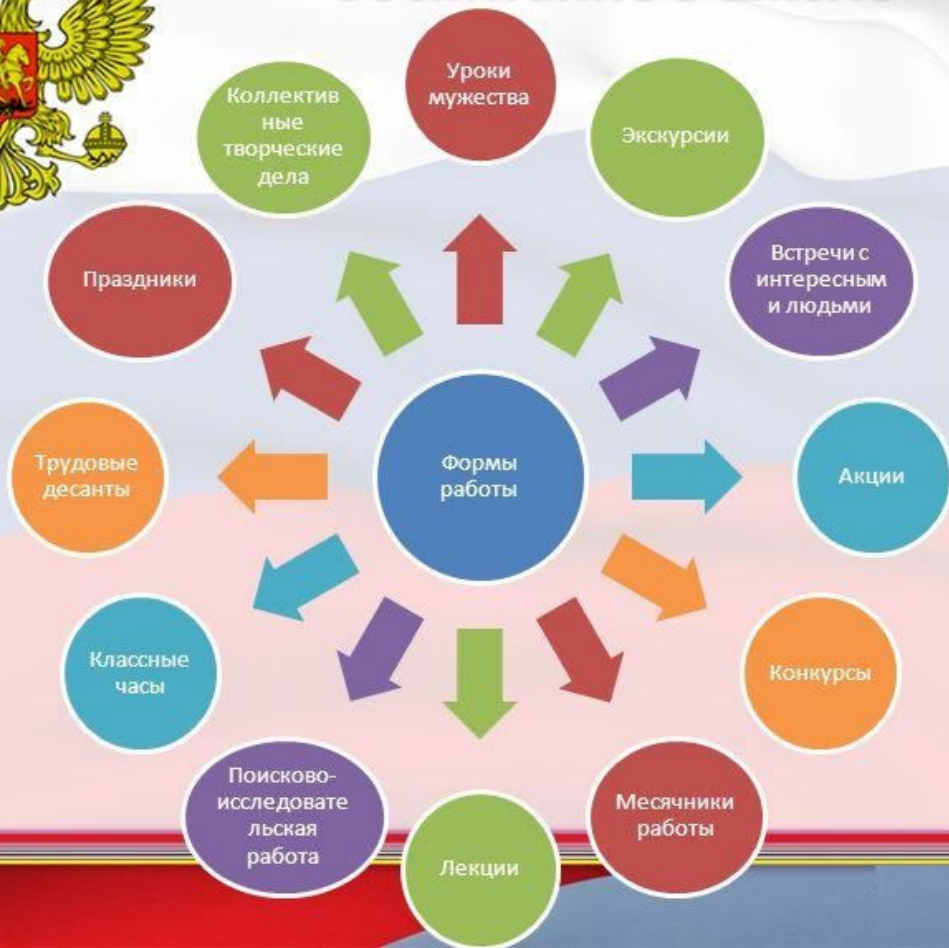 Уроки
мужества
Экскурсии
Встречи с
интересным
и людьми
Акции
Конкурсы
Месячники
работы
Лекции
Поисково-
исследовате
льская
работа
Классные
часы
Трудовые
десанты
Праздники
Коллектив
ные
творческие
дела
Формы
работы